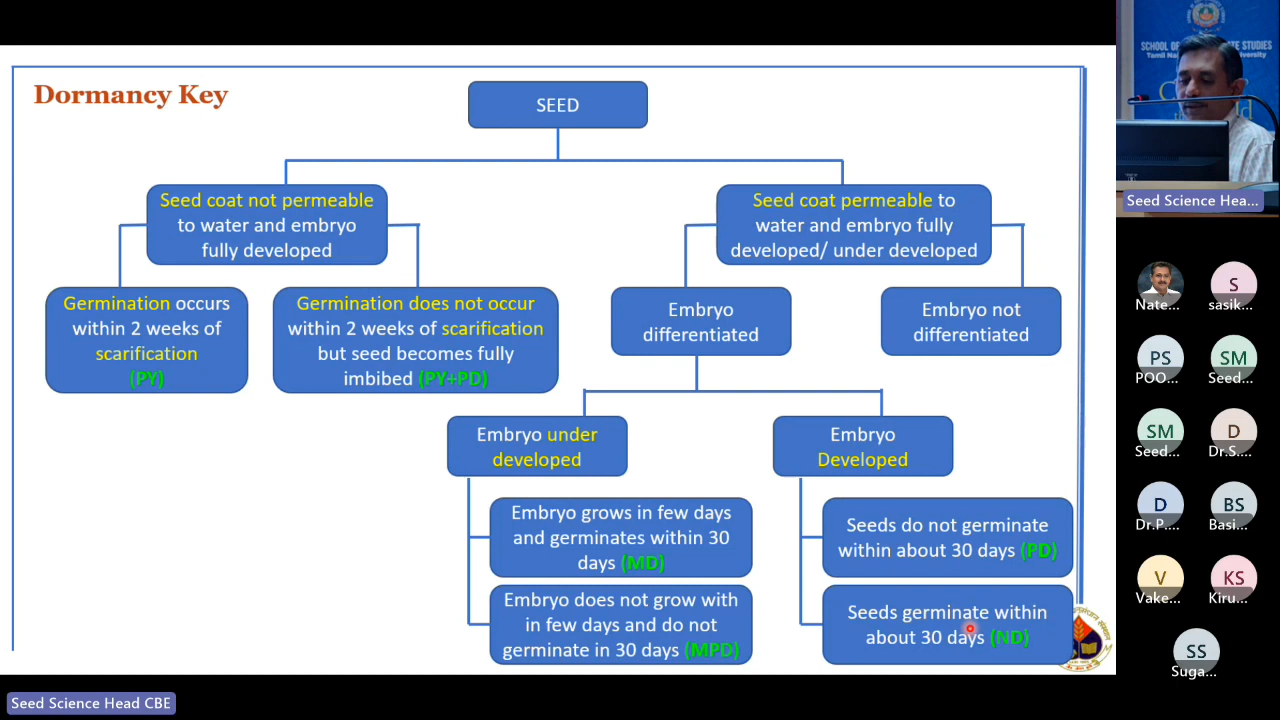 Dormancy Key
SEED
Seed coat not permeable
to water and embryo
fully developed
Seed coat permeable to
water and embryo fully
developed/ under developed
Germination occurs
within 2 weeks of
scarification
(PY)
Germination does not occur
within 2 weeks of scarification
but seed becomes fully
imbibed (PY+PD)
Embryo
differentiated
Embryo not
differentiated
Embryo under
developed
Embryo
Developed
Embryo grows in few days
and germinates within 30
days (MD)
Embryo does not grow with
in few days and do not
germinate in 30 days (MPD)
Seeds do not germinate
within about 30 days (PD)
Seeds germinate within
about 30 days (ND)
Seed Science Head CBE
SCHOOL OF
STUDIES
Seed Science Hea...
Nate...
S
sasik...
PS
POO...
SM
Seed...
SM
Seed...
D
Dr.S....
D
Dr.P....
BS
Basi...
V
Vake...
KS
Kiru...
SS
Suga...